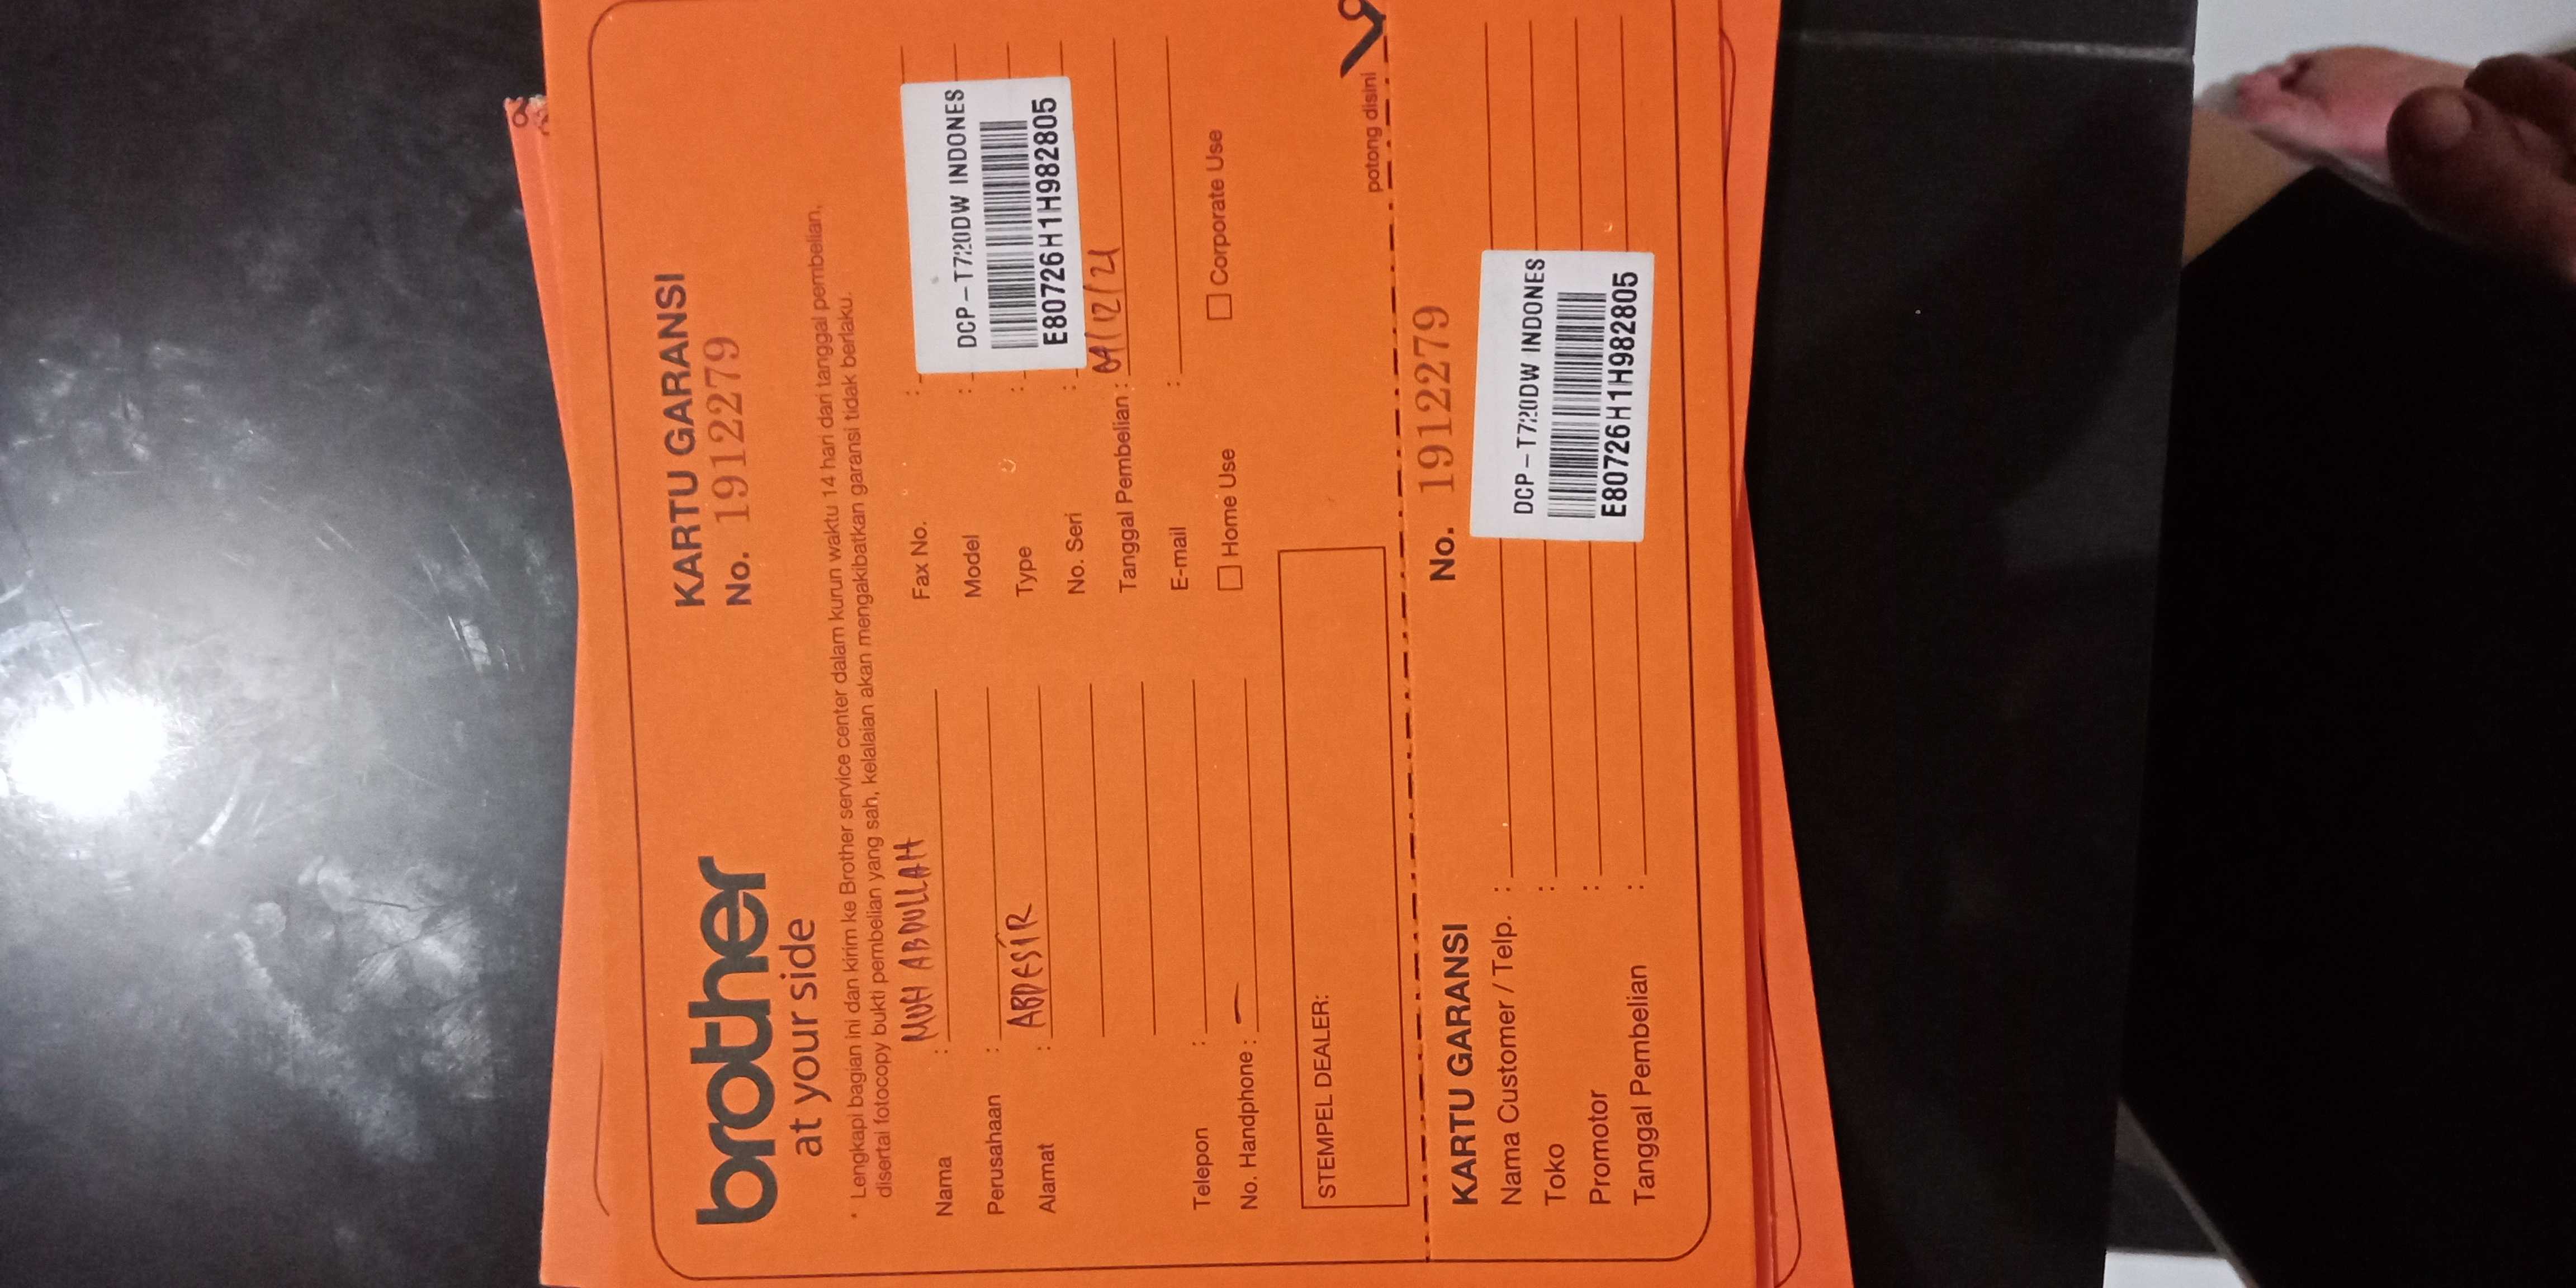 brother
at your side
KARTU GARANSI
No. 1912279
* Lengkapi bagian ini dan kirim ke Brother service center dalam kurun waktu 14 hari dari tanggal pembelian,
disertai fotocopy bukti pembelian yang sah, kelalaian akan mengakibatkan garansi tidak berlaku.
Nama : MUH ABDULLAH
Perusahaan :
Alamat : ABDESIR
Telepon :
No. Handphone : –
Fax No. :
Model :
Type :
No. Seri :
DCP-T720DW INDONES
E80726H1H982805
Tanggal Pembelian : 04/12/21
E-mail :
Home Use
Corporate Use
STEMPEL DEALER:
potong disini
KARTU GARANSI
No. 1912279
Nama Customer / Telp. :
Toko :
Promotor :
Tanggal Pembelian :
DCP-T720DW INDONES
E80726H1H982805